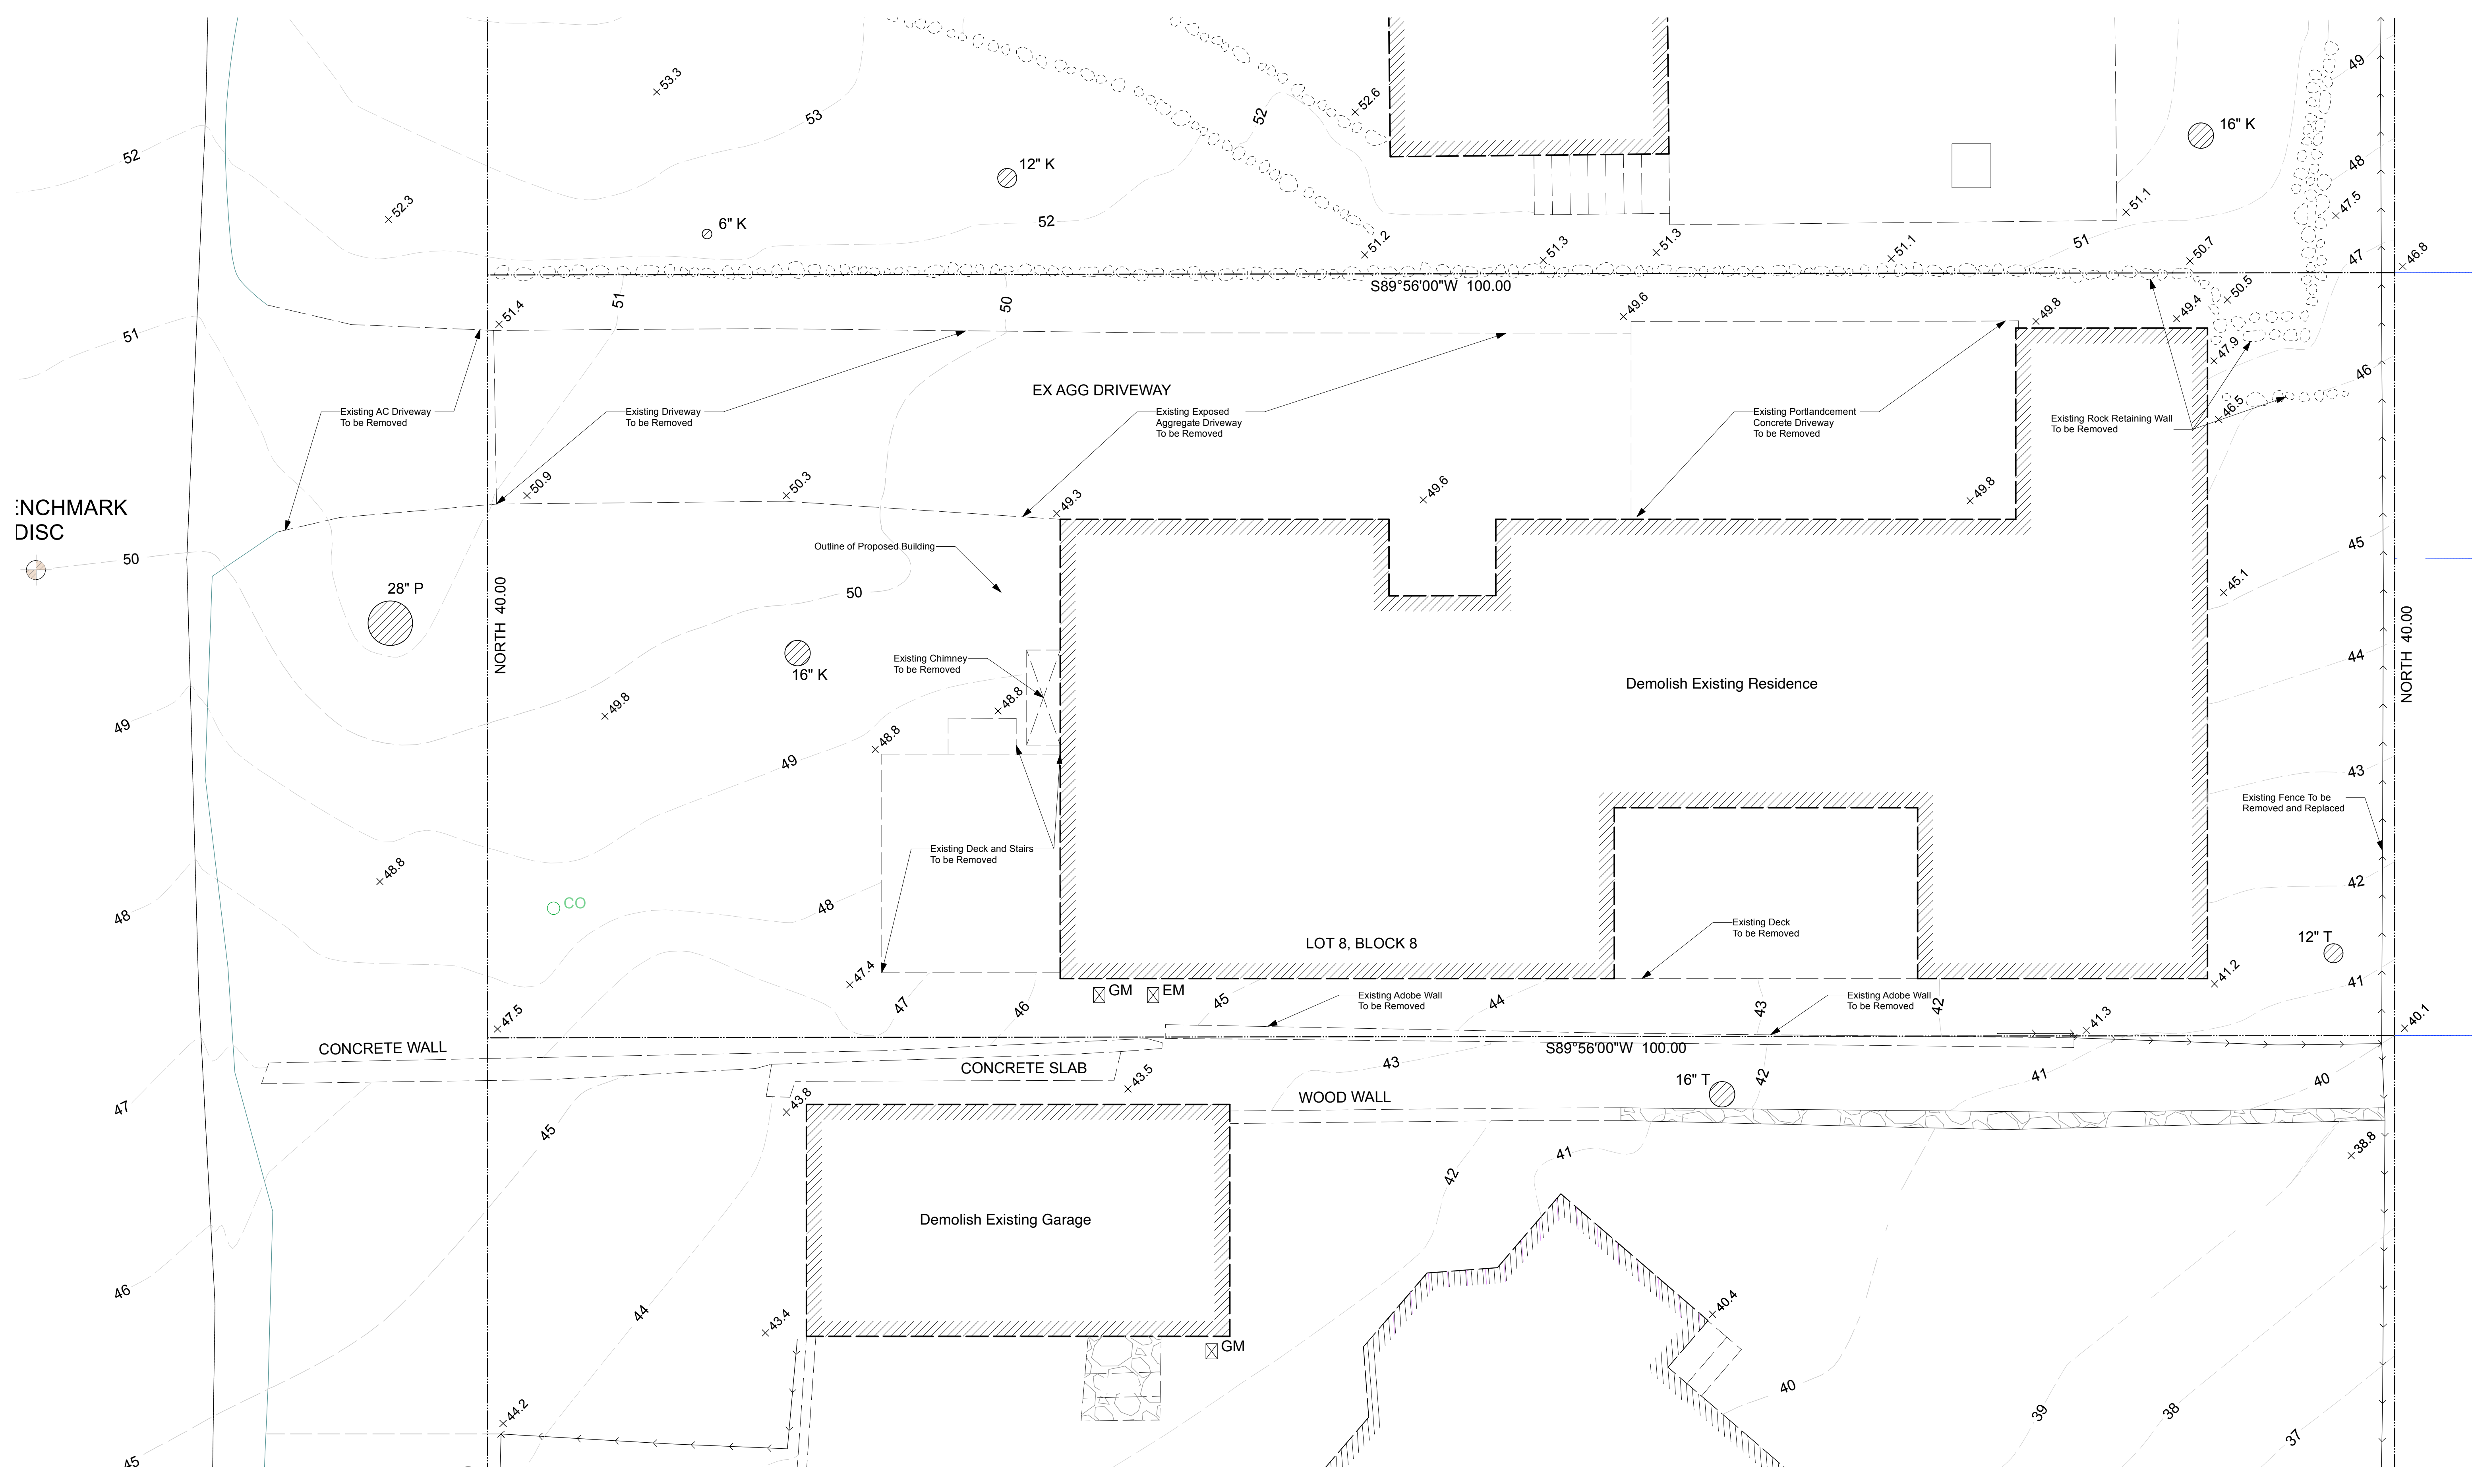 49
53.3
52.6
53
52
16" K
52
12" K
48
52.3
51.1
47.5
6" K
52
51.2
51.3
51.3
51.1
51
50.7
47
46.8
S89°56'00"W 100.00
51.4
51
50
49.6
49.8
49.4
50.5
51
47.9
EX AGG DRIVEWAY
46
Existing AC Driveway
To be Removed
Existing Driveway
To be Removed
Existing Exposed
Aggregate Driveway
To be Removed
Existing Portlandcement
Concrete Driveway
To be Removed
Existing Rock Retaining Wall
To be Removed
46.5
50.9
50.3
49.3
49.6
49.8
ENCHMARK
DISC
50
Outline of Proposed Building
45
28" P
50
NORTH 40.00
45.1
NORTH 40.00
16" K
Existing Chimney
To be Removed
44
Demolish Existing Residence
49.8
48.8
49
48.8
49
43
Existing Fence To be
Removed and Replaced
Existing Deck and Stairs
To be Removed
48.8
42
48
CO
48
Existing Deck
To be Removed
LOT 8, BLOCK 8
12" T
47.4
41.2
41
GM
EM
47
46
45
44
Existing Adobe Wall
To be Removed
43
Existing Adobe Wall
To be Removed
42
47.5
41.3
40.1
CONCRETE WALL
S89°56'00"W 100.00
CONCRETE SLAB
43
43.5
16" T
42
41
40
43.8
WOOD WALL
47
45
41
38.8
42
Demolish Existing Garage
46
44
43.4
40.4
GM
40
44.2
39
38
37
45